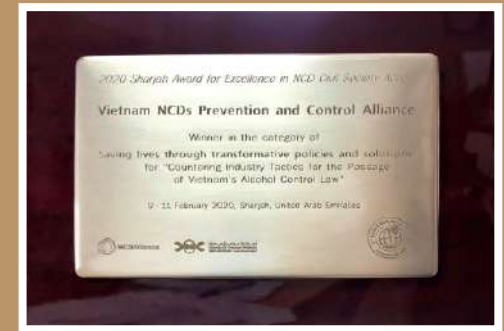 2020 Sharjah Award for Excellence in NCD Civil Society
Vietnam NCDs Prevention and Control Alliance
Winner in the category of
Saving lives through transformative policies and solutions
for "Countering Industry Tactics for the Passage
of Vietnam's Alcohol Control Law"
9 - 11 February 2020, Sharjah, United Arab Emirates
NCDAlliance